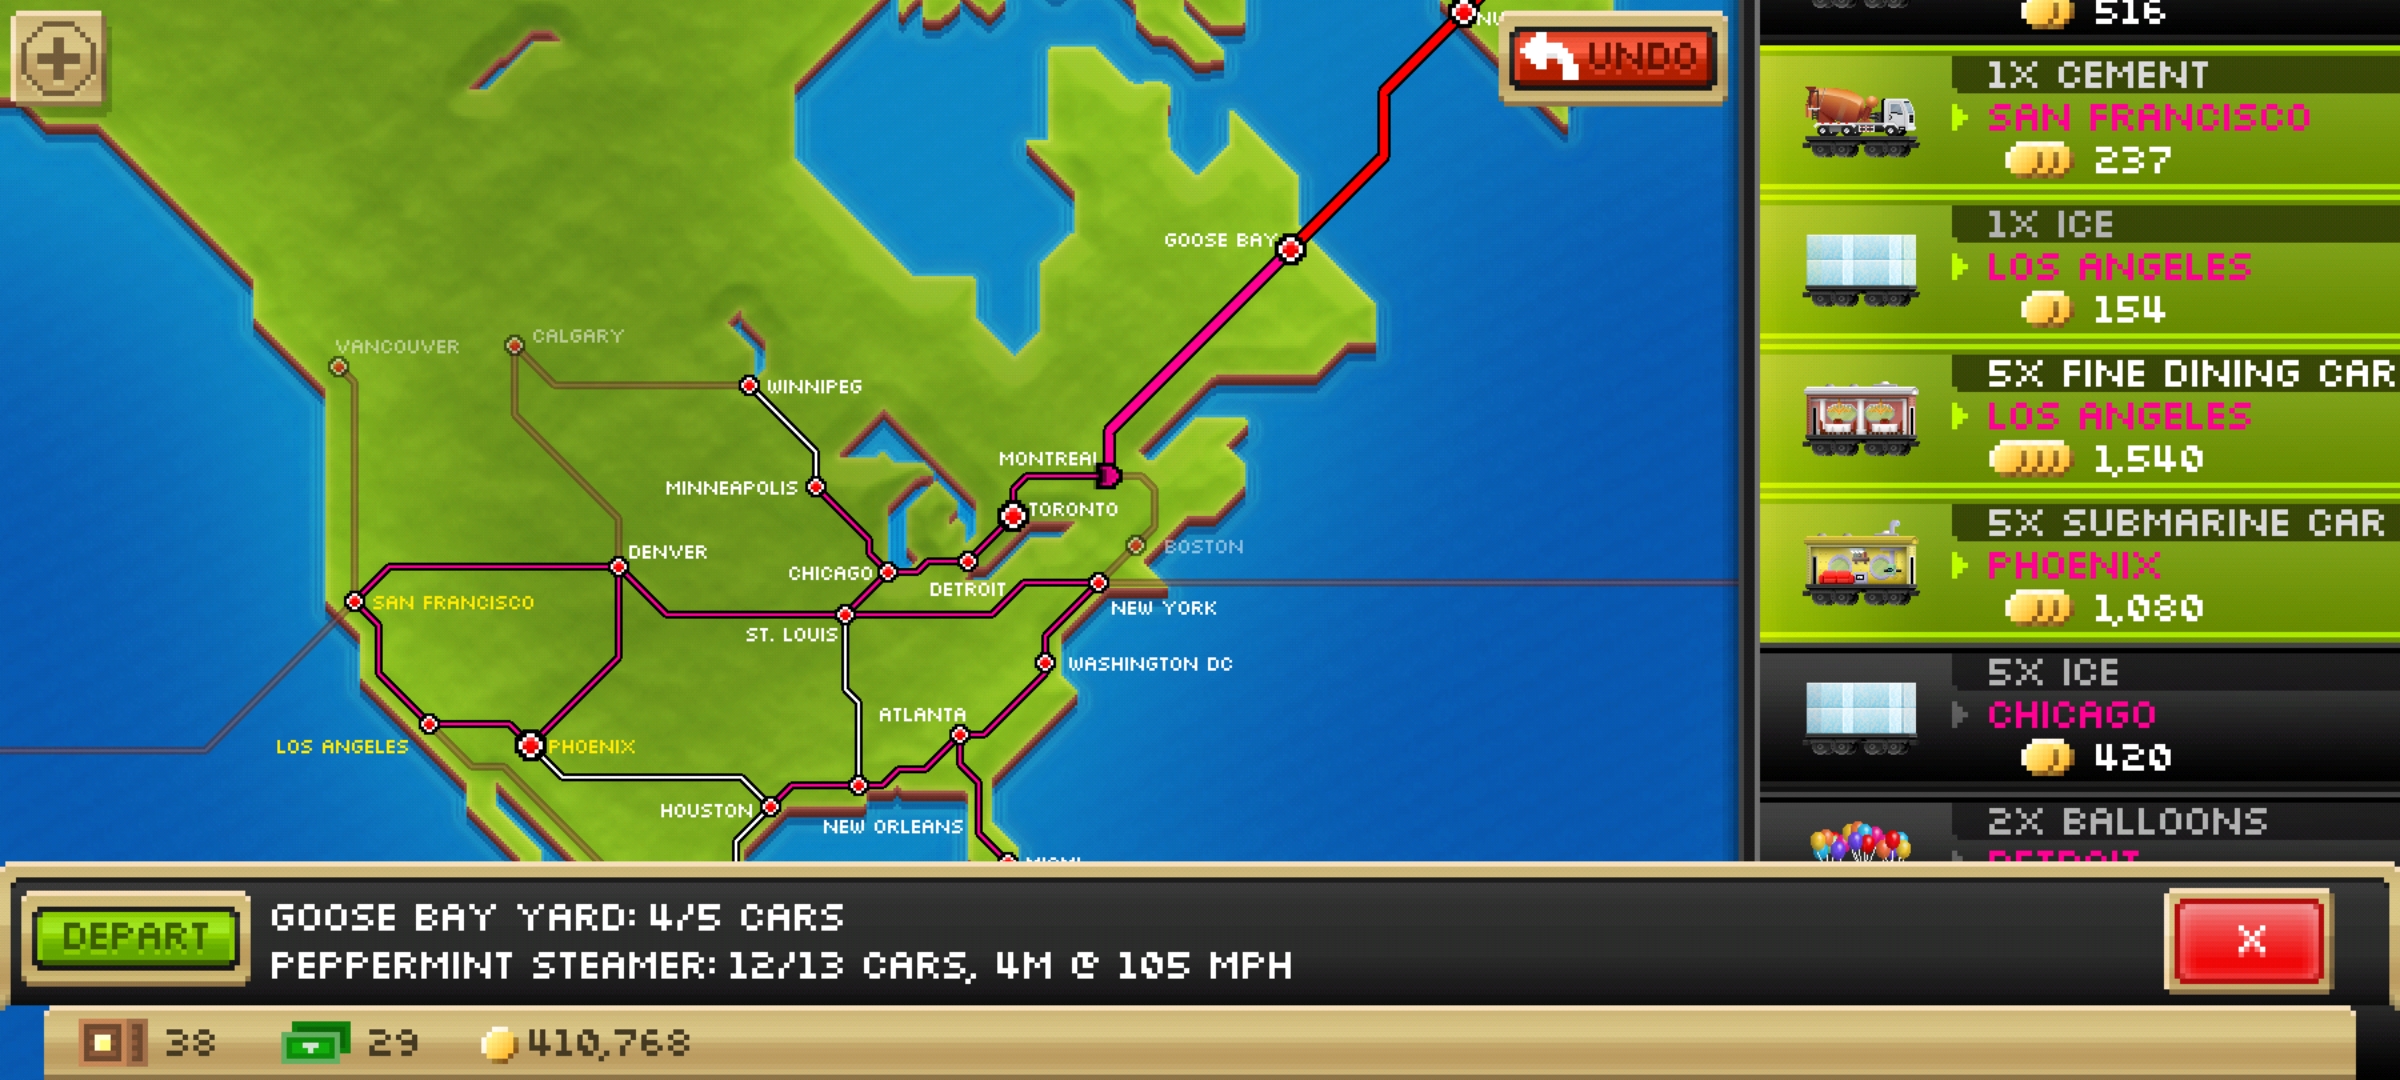 NU
UNDO
516
1X CEMENT
SAN FRANCISCO
237
1X ICE
LOS ANGELES
154
5X FINE DINING CAR
LOS ANGELES
1,540
5X SUBMARINE CAR
PHOENIX
1,080
5X ICE
CHICAGO
420
2X BALLOONS
DETROIT
GOOSE BAY
VANCOUVER
CALGARY
WINNIPEG
MONTREAL
MINNEAPOLIS
TORONTO
BOSTON
DENVER
CHICAGO
DETROIT
SAN FRANCISCO
NEW YORK
ST. LOUIS
WASHINGTON DC
ATLANTA
LOS ANGELES
PHOENIX
HOUSTON
NEW ORLEANS
MIAMI
DEPART
GOOSE BAY YARD: 4/5 CARS
PEPPERMINT STEAMER: 12/13 CARS, 4M @ 105 MPH
X
38
29
410,768